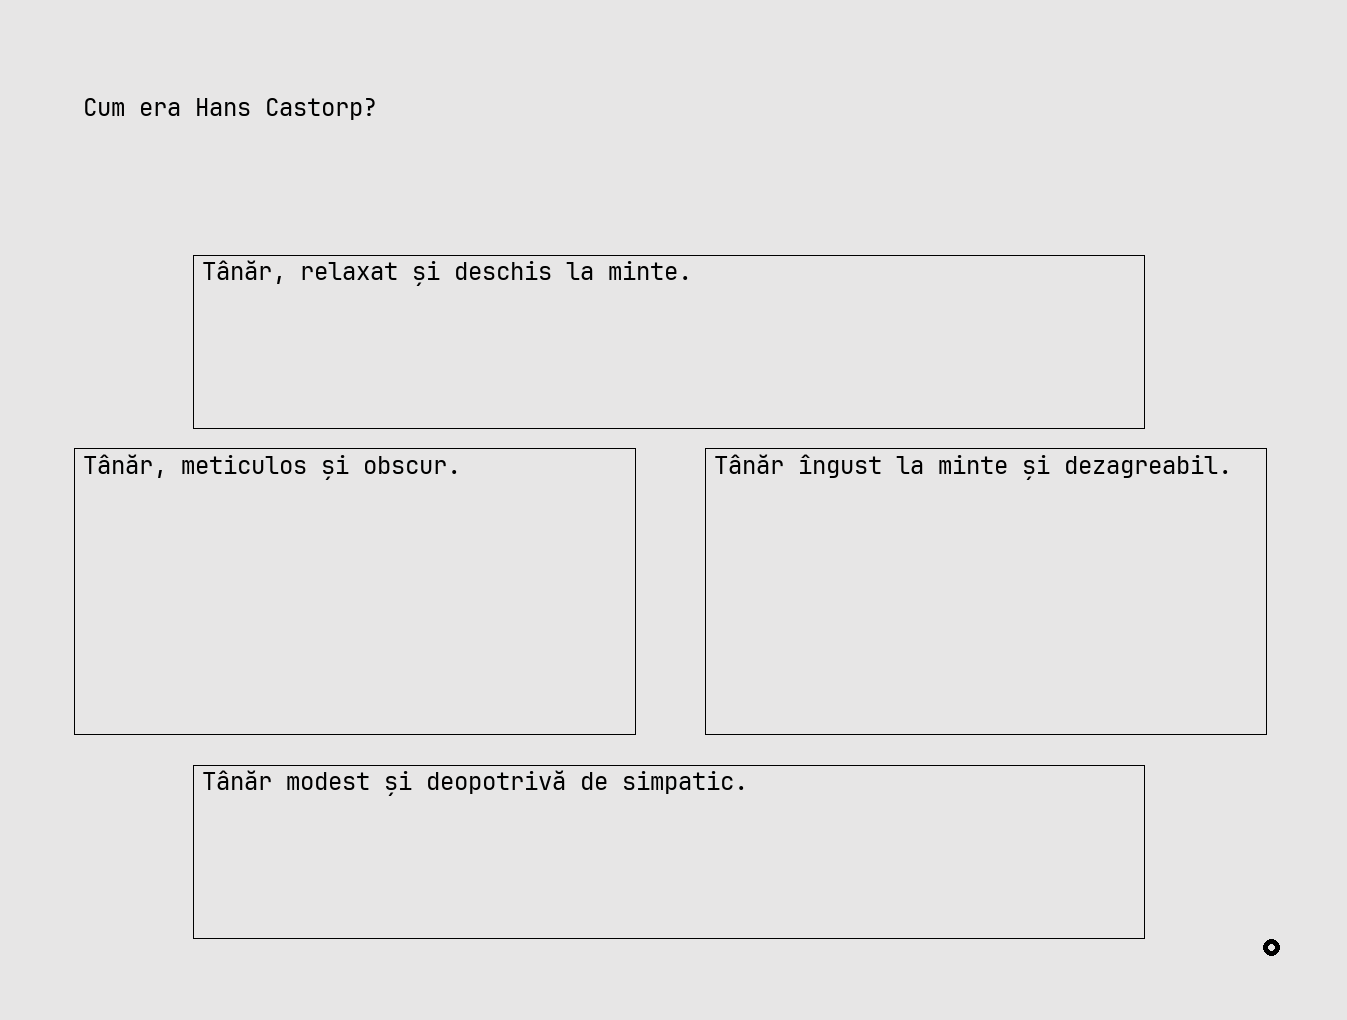 Cum era Hans Castorp?
Tânăr, relaxat și deschis la minte.
Tânăr, meticulos și obscur.
Tânăr îngust la minte și dezagreabil.
Tânăr modest și deopotrivă de simpatic.